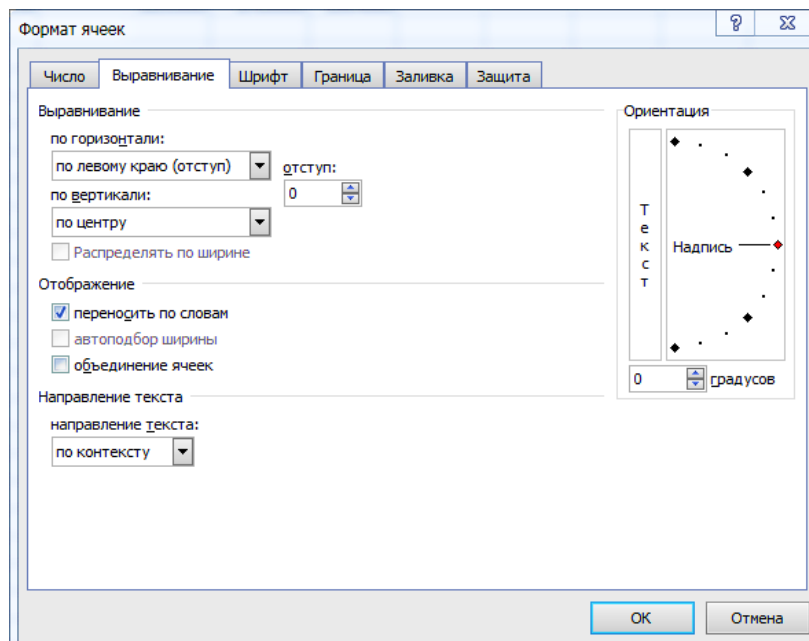 Формат ячеек
Число Выравнивание Шрифт Граница Заливка Защита
Выравнивание
по горизонтали:
по левому краю (отступ)
отступ:
0
по вертикали:
по центру
Распределять по ширине
Отображение
переносить по словам
автоподбор ширины
объединение ячеек
Направление текста
направление текста:
по контексту
Ориентация
Текст
Надпись
0 градусов
ОК Отмена